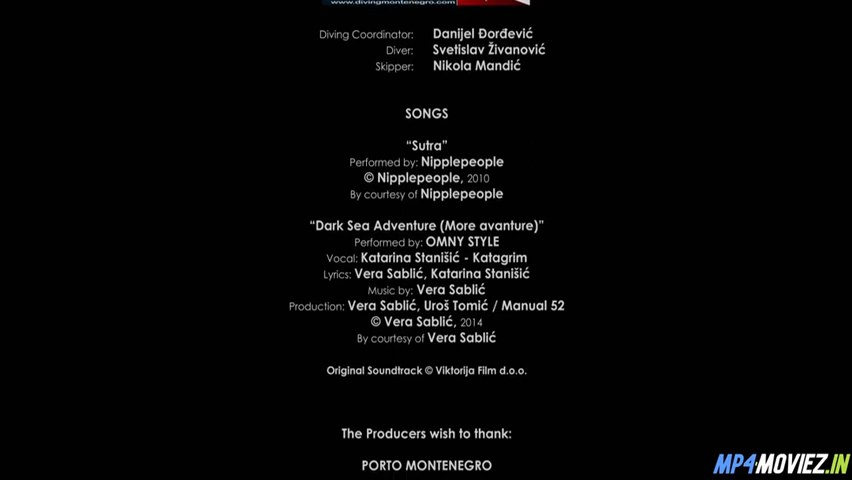 www.divingmontenegro.com
Diving Coordinator: Danijel Đorđević
Diver: Svetislav Živanović
Skipper: Nikola Mandić
SONGS
“Sutra”
Performed by: Nipplepeople
© Nipplepeople, 2010
By courtesy of Nipplepeople
“Dark Sea Adventure (More avanture)”
Performed by: OMNY STYLE
Vocal: Katarina Stanišić - Katagrim
Lyrics: Vera Sablić, Katarina Stanišić
Music by: Vera Sablić
Production: Vera Sablić, Uroš Tomić / Manual 52
© Vera Sablić, 2014
By courtesy of Vera Sablić
Original Soundtrack © Viktorija Film d.o.o.
The Producers wish to thank:
PORTO MONTENEGRO
MP4MOVIEZ.IN